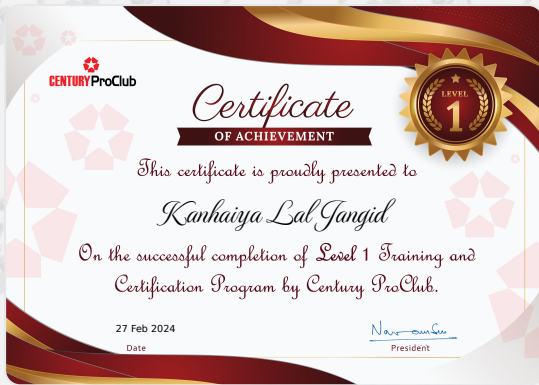 CENTURY ProClub
Certificate
OF ACHIEVEMENT
LEVEL
1
This certificate is proudly presented to
Kanhaiya Lal Jangid
On the successful completion of Level 1 Training and
Certification Program by Century ProClub.
27 Feb 2024
Date
President